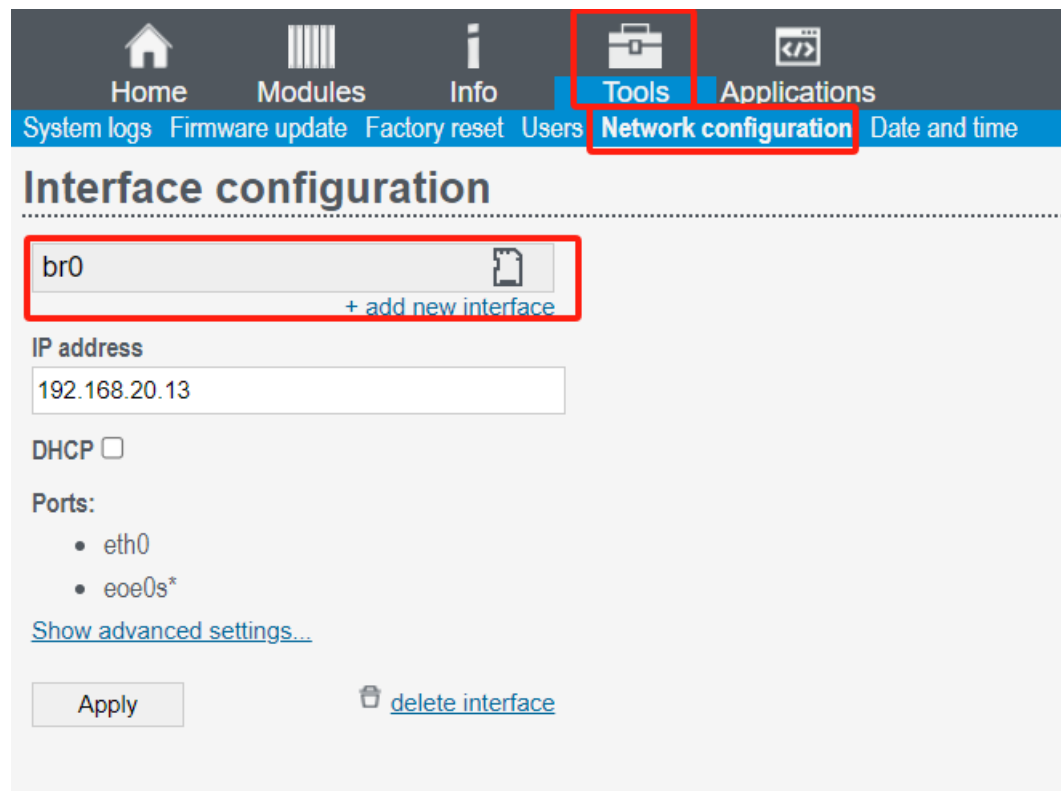 Home Modules Info Tools Applications
System logs Firmware update Factory reset Users Network configuration Date and time
Interface configuration
br0
+ add new interface
IP address
192.168.20.13
DHCP
Ports:
• eth0
• eoe0s*
Show advanced settings...
Apply delete interface